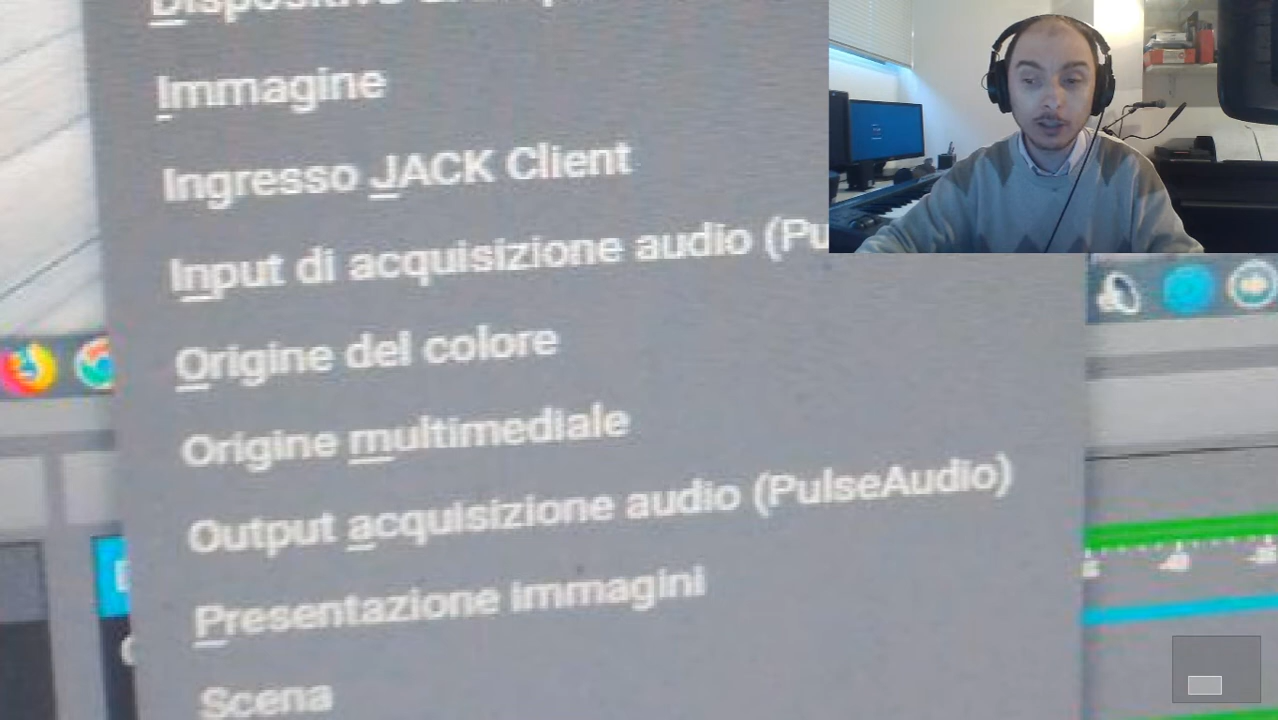 Dispositivo
Immagine
Ingresso JACK Client
Input di acquisizione audio (Pu
Origine del colore
Origine multimediale
Output acquisizione audio (PulseAudio)
Presentazione immagini
Scena